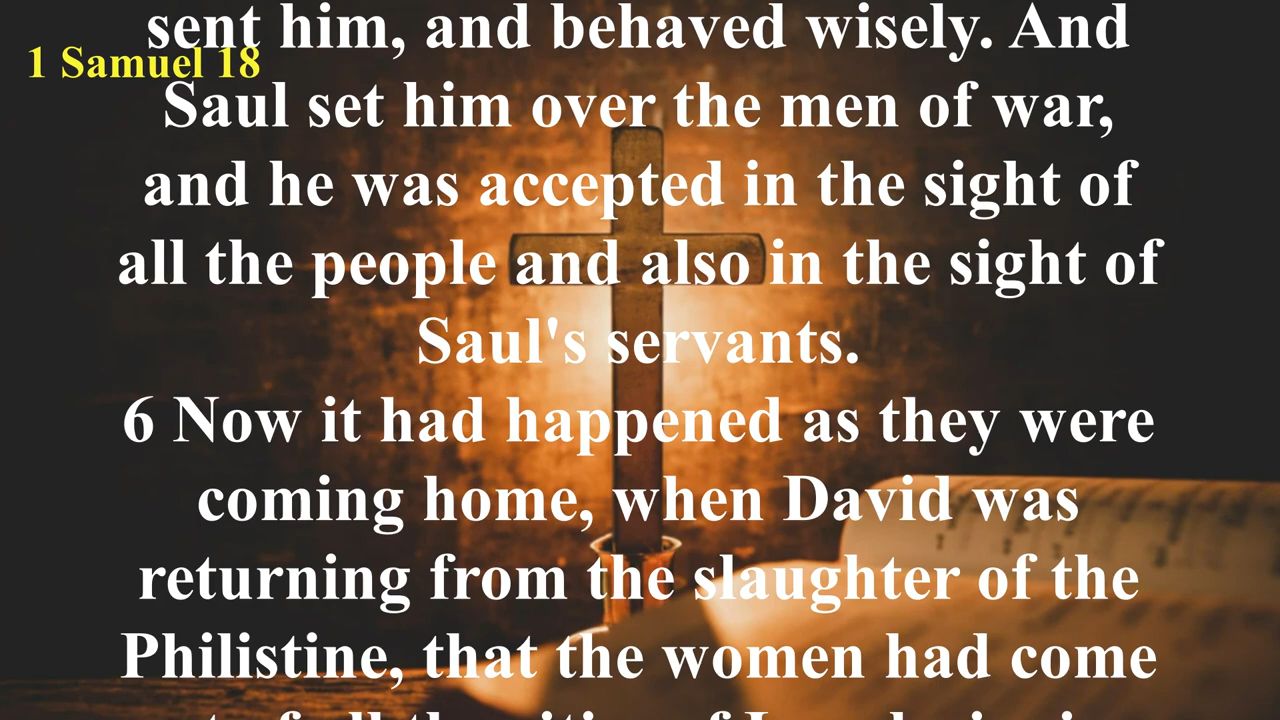 sent him, and behaved wisely. And
1 Samuel 18
Saul set him over the men of war,
and he was accepted in the sight of
all the people and also in the sight of
Saul's servants.
6 Now it had happened as they were
coming home, when David was
returning from the slaughter of the
Philistine, that the women had come